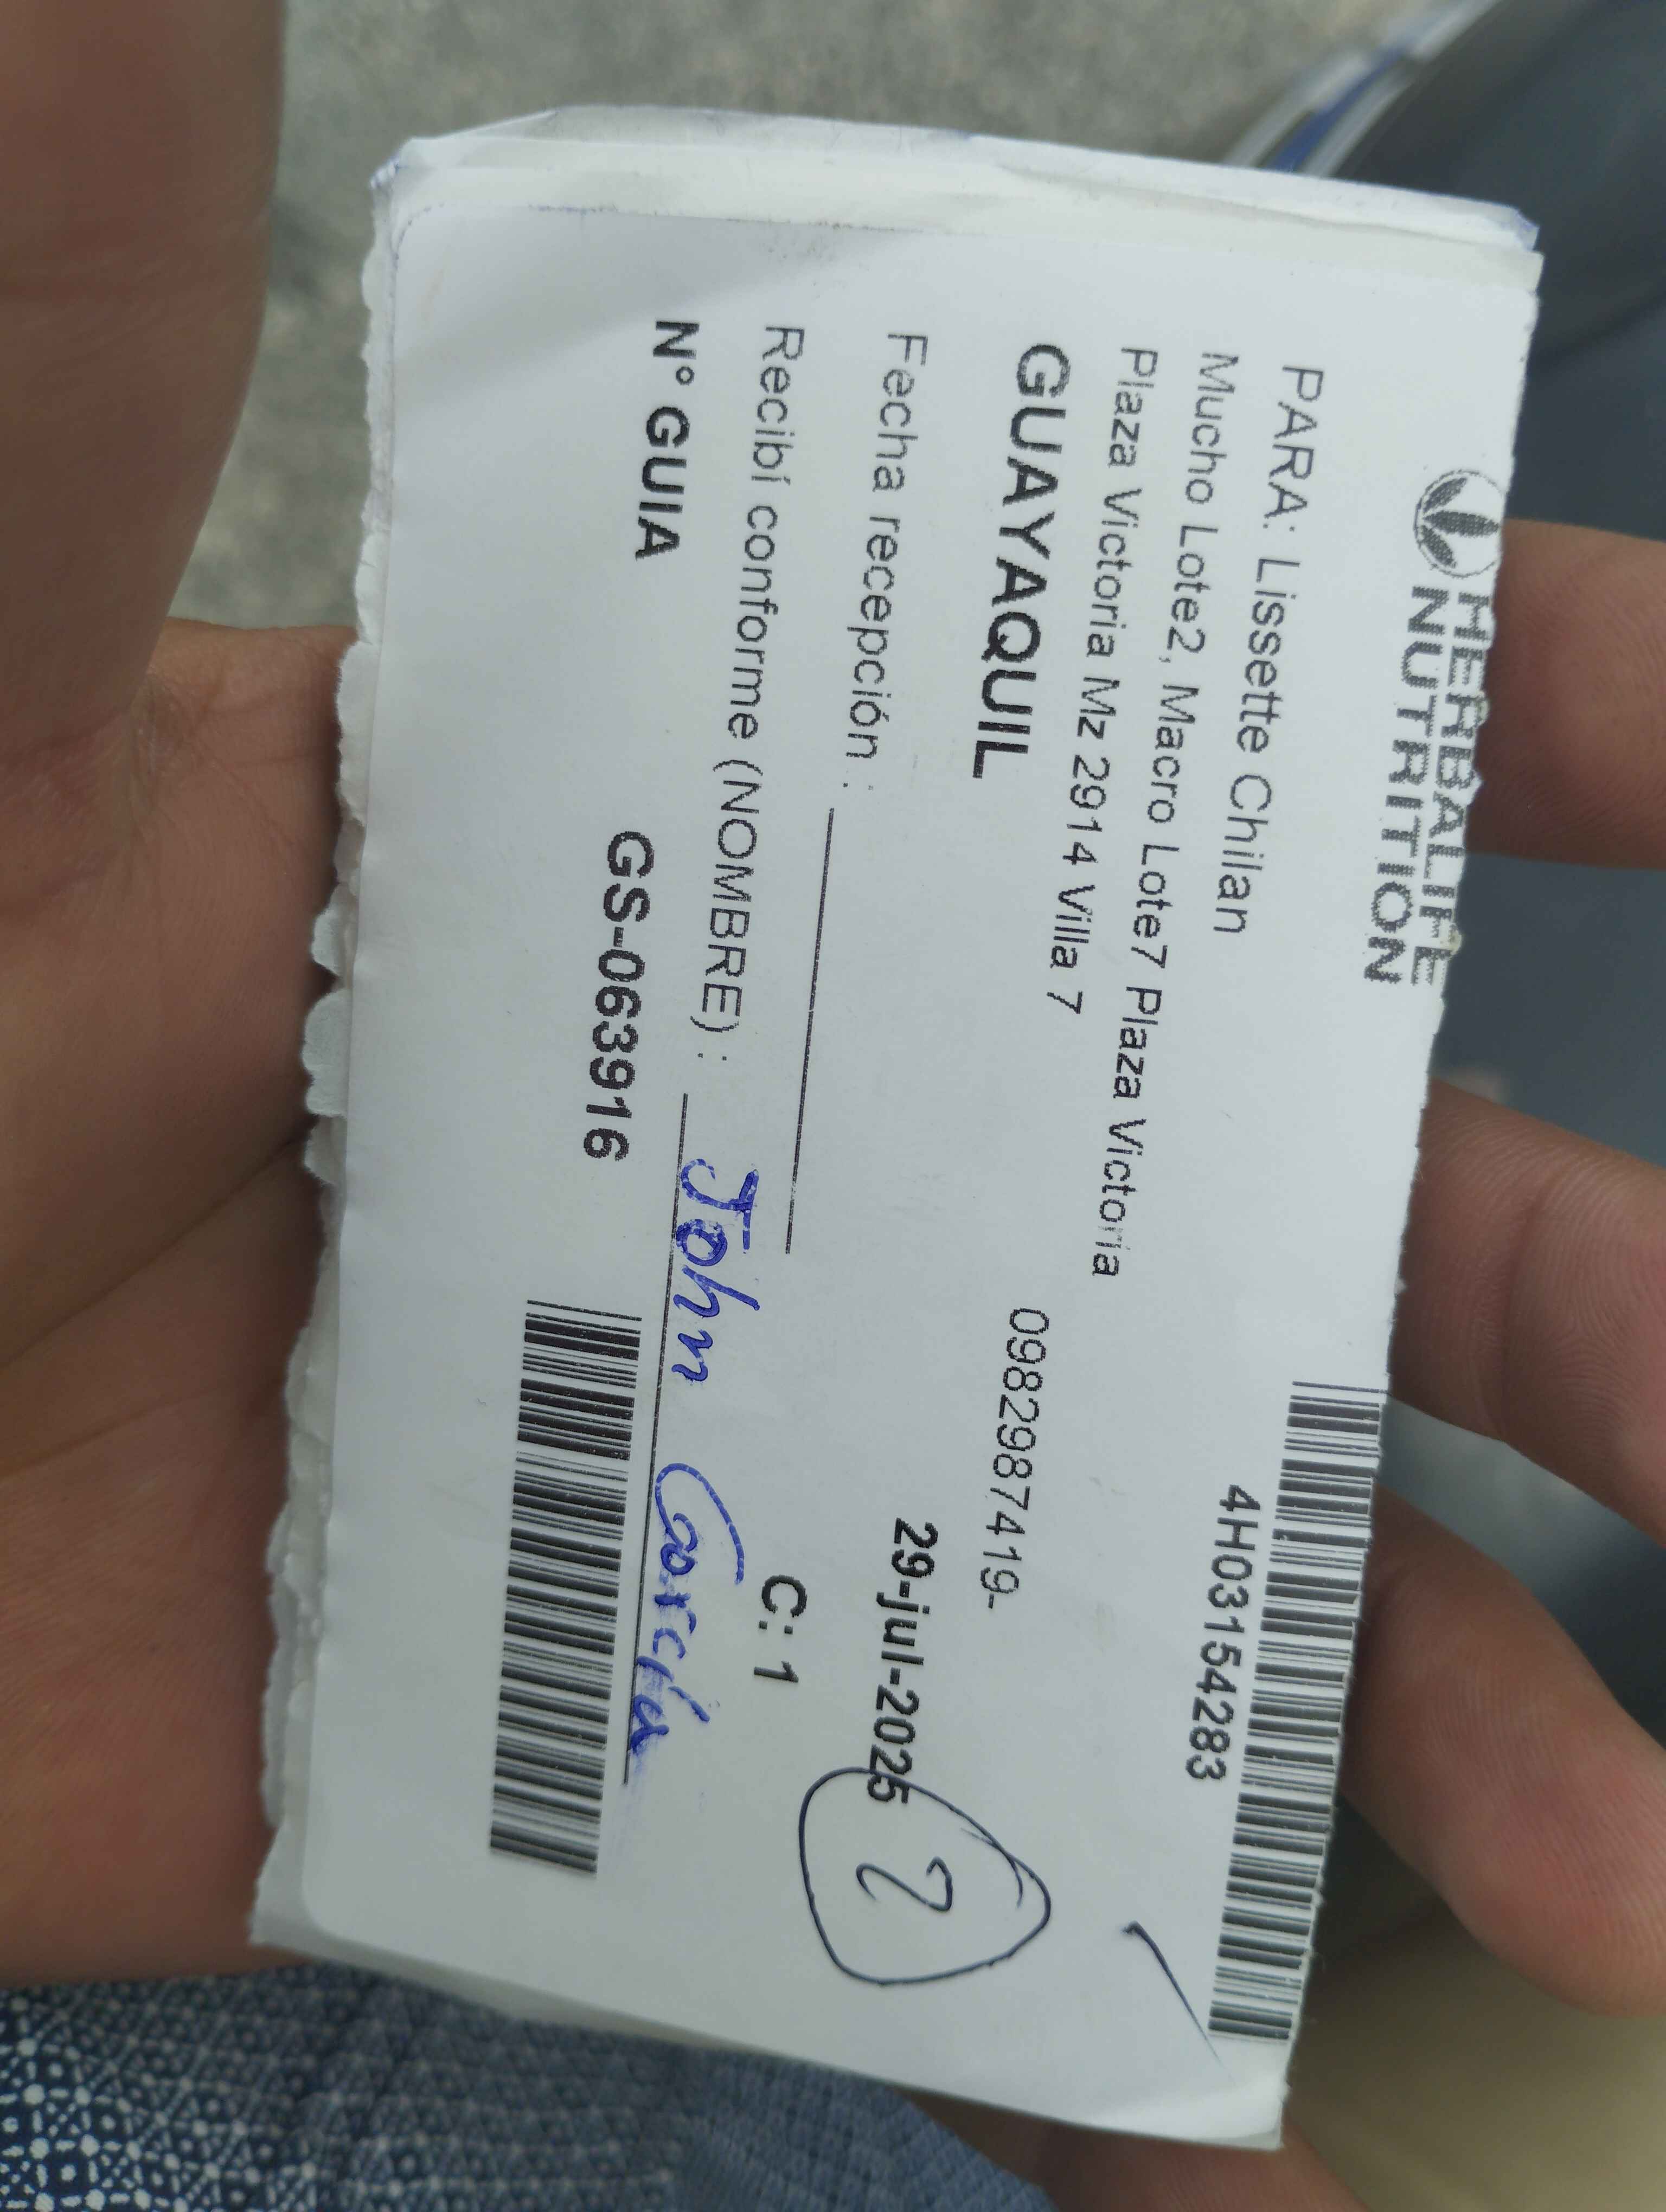 HERBALIFE
NUTRITION
4H03154283
PARA: Lissette Chilan
Mucho Lote2, Macro Lote7 Plaza Victoria
Plaza Victoria Mz 2914 Villa 7
GUAYAQUIL 0982987419-
Fecha recepción : 29-jul-2025
2
Recibí conforme (NOMBRE) : John Garcia C: 1
Nº GUIA GS-063916